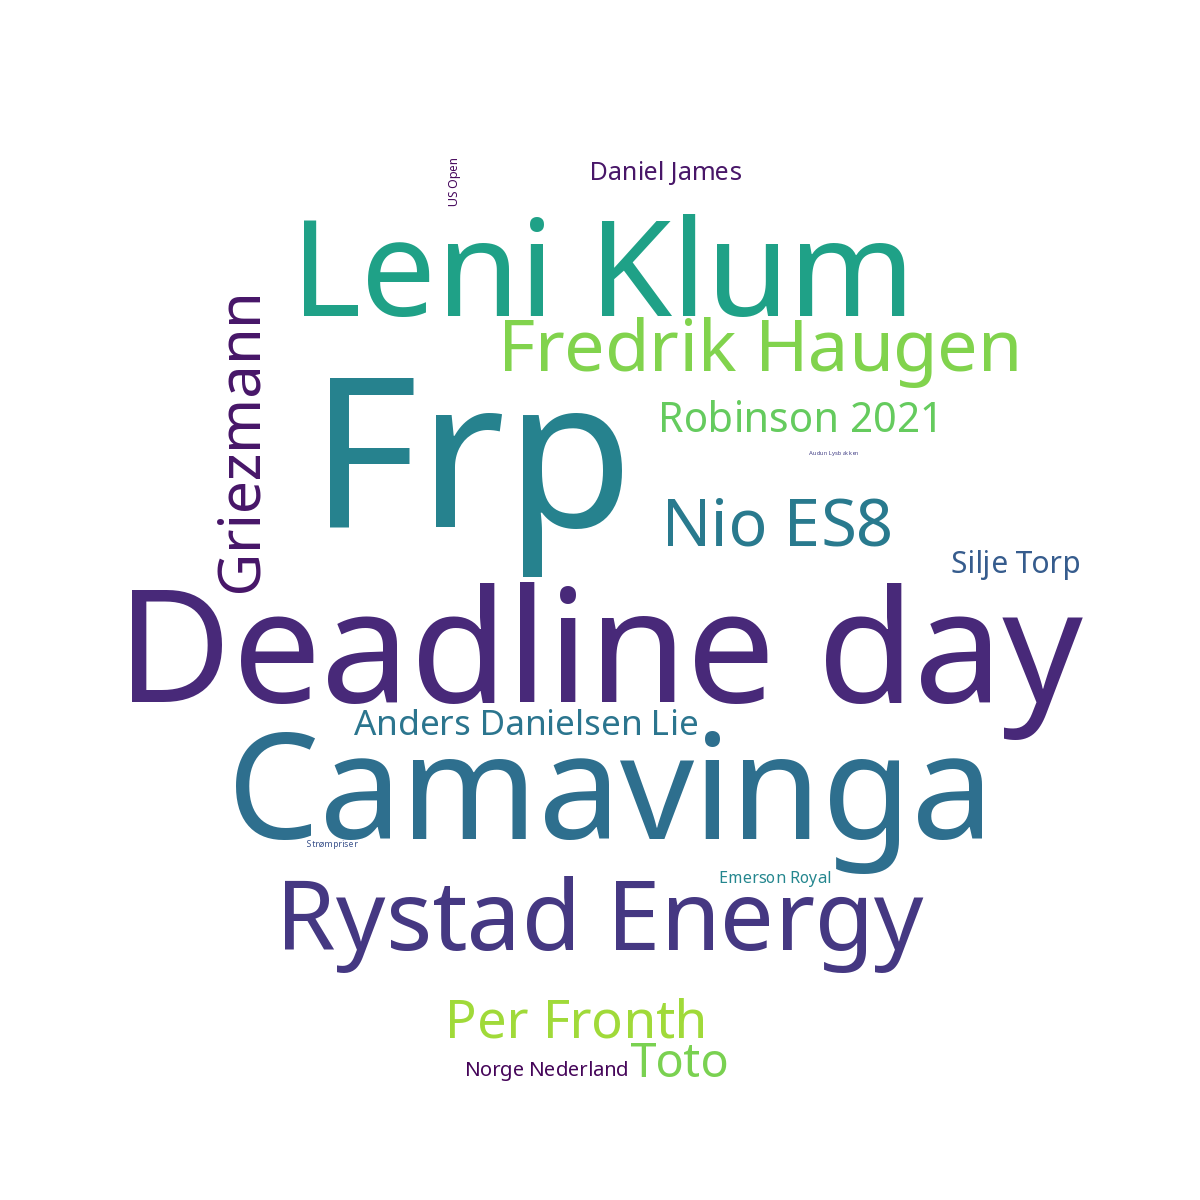 US Open
Daniel James
Leni Klum
Fredrik Haugen
Griezmann
Frp
Robinson 2021
Audun Lysbakken
Nio ES8
Silje Torp
Deadline day
Anders Danielsen Lie
Camavinga
Strømpriser
Emerson Royal
Rystad Energy
Per Fronth
Toto
Norge Nederland